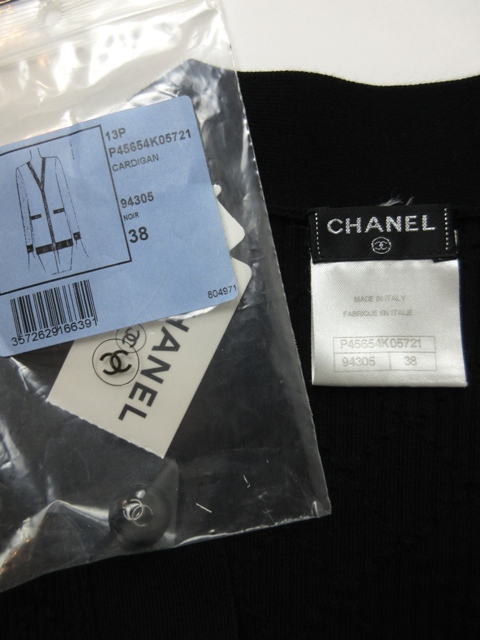 13P
P45654K05721
CARDIGAN
94305
NOIR
38
804971
3572629166391
CHANEL
CHANEL
MADE IN ITALY
FABRIQUE EN ITALIE
P45654K05721
94305 38